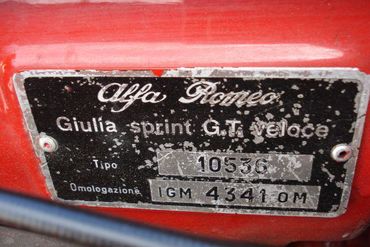 Alfa Romeo
Giulia sprint G.T. veloce
Tipo 10536
Omologazione IGM 4341 OM